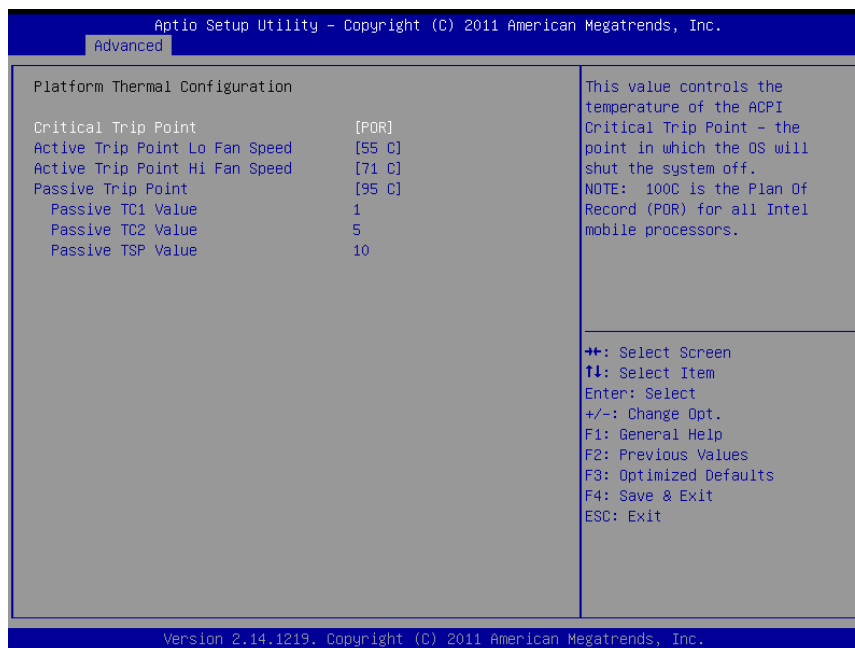 Aptio Setup Utility – Copyright (C) 2011 American Megatrends, Inc.
Advanced
Platform Thermal Configuration
Critical Trip Point [POR]
Active Trip Point Lo Fan Speed [55 C]
Active Trip Point Hi Fan Speed [71 C]
Passive Trip Point [95 C]
Passive TC1 Value 1
Passive TC2 Value 5
Passive TSP Value 10
This value controls the
temperature of the ACPI
Critical Trip Point – the
point in which the OS will
shut the system off.
NOTE: 100C is the Plan Of
Record (POR) for all Intel
mobile processors.
→←: Select Screen
↑↓: Select Item
Enter: Select
+/-: Change Opt.
F1: General Help
F2: Previous Values
F3: Optimized Defaults
F4: Save & Exit
ESC: Exit
Version 2.14.1219. Copyright (C) 2011 American Megatrends, Inc.